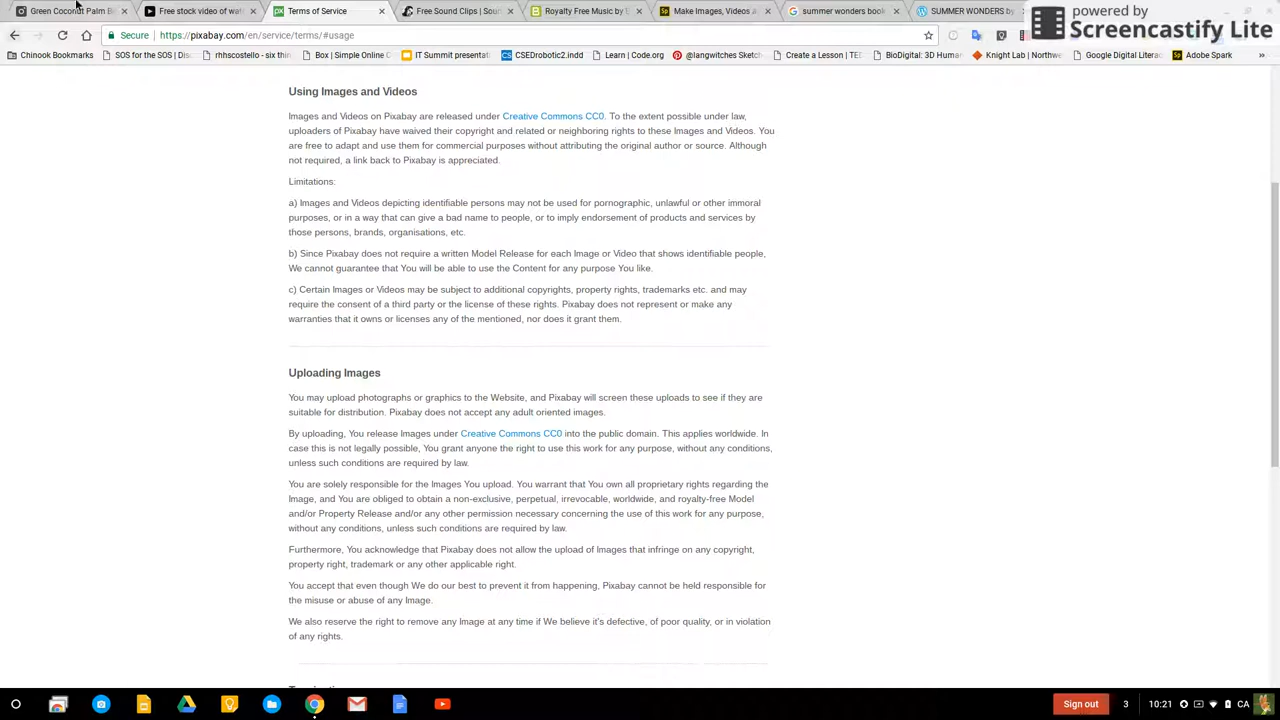 Green Coconut Palm B
Free stock video of wat
Terms of Service
Free Sound Clips | Soun
Royalty Free Music by B
Make Images, Videos A
summer wonders book
SUMMER WONDERS by
powered by
Screencastify Lite
Secure
https://pixabay.com/en/service/terms/#usage
Chinook Bookmarks
SOS for the SOS | Disc
rhhscostello - six thing
Box | Simple Online C
IT Summit presentat
CSEDrobotic2.indd
Learn | Code.org
@langwitches Sketch
Create a Lesson | TED
BioDigital: 3D Human
Knight Lab | Northwe
Google Digital Literac
Adobe Spark
»
Using Images and Videos
Images and Videos on Pixabay are released under Creative Commons CC0. To the extent possible under law,
uploaders of Pixabay have waived their copyright and related or neighboring rights to these Images and Videos. You
are free to adapt and use them for commercial purposes without attributing the original author or source. Although
not required, a link back to Pixabay is appreciated.
Limitations:
a) Images and Videos depicting identifiable persons may not be used for pornographic, unlawful or other immoral
purposes, or in a way that can give a bad name to people, or to imply endorsement of products and services by
those persons, brands, organisations, etc.
b) Since Pixabay does not require a written Model Release for each Image or Video that shows identifiable people,
We cannot guarantee that You will be able to use the Content for any purpose You like.
c) Certain Images or Videos may be subject to additional copyrights, property rights, trademarks etc. and may
require the consent of a third party or the license of these rights. Pixabay does not represent or make any
warranties that it owns or licenses any of the mentioned, nor does it grant them.
Uploading Images
You may upload photographs or graphics to the Website, and Pixabay will screen these uploads to see if they are
suitable for distribution. Pixabay does not accept any adult oriented images.
By uploading, You release Images under Creative Commons CC0 into the public domain. This applies worldwide. In
case this is not legally possible, You grant anyone the right to use this work for any purpose, without any conditions,
unless such conditions are required by law.
You are solely responsible for the Images You upload. You warrant that You own all proprietary rights regarding the
Image, and You are obliged to obtain a non-exclusive, perpetual, irrevocable, worldwide, and royalty-free Model
and/or Property Release and/or any other permission necessary concerning the use of this work for any purpose,
without any conditions, unless such conditions are required by law.
Furthermore, You acknowledge that Pixabay does not allow the upload of Images that infringe on any copyright,
property right, trademark or any other applicable right.
You accept that even though We do our best to prevent it from happening, Pixabay cannot be held responsible for
the misuse or abuse of any Image.
We also reserve the right to remove any Image at any time if We believe it's defective, of poor quality, or in violation
of any rights.
Sign out
3
10:21
CA